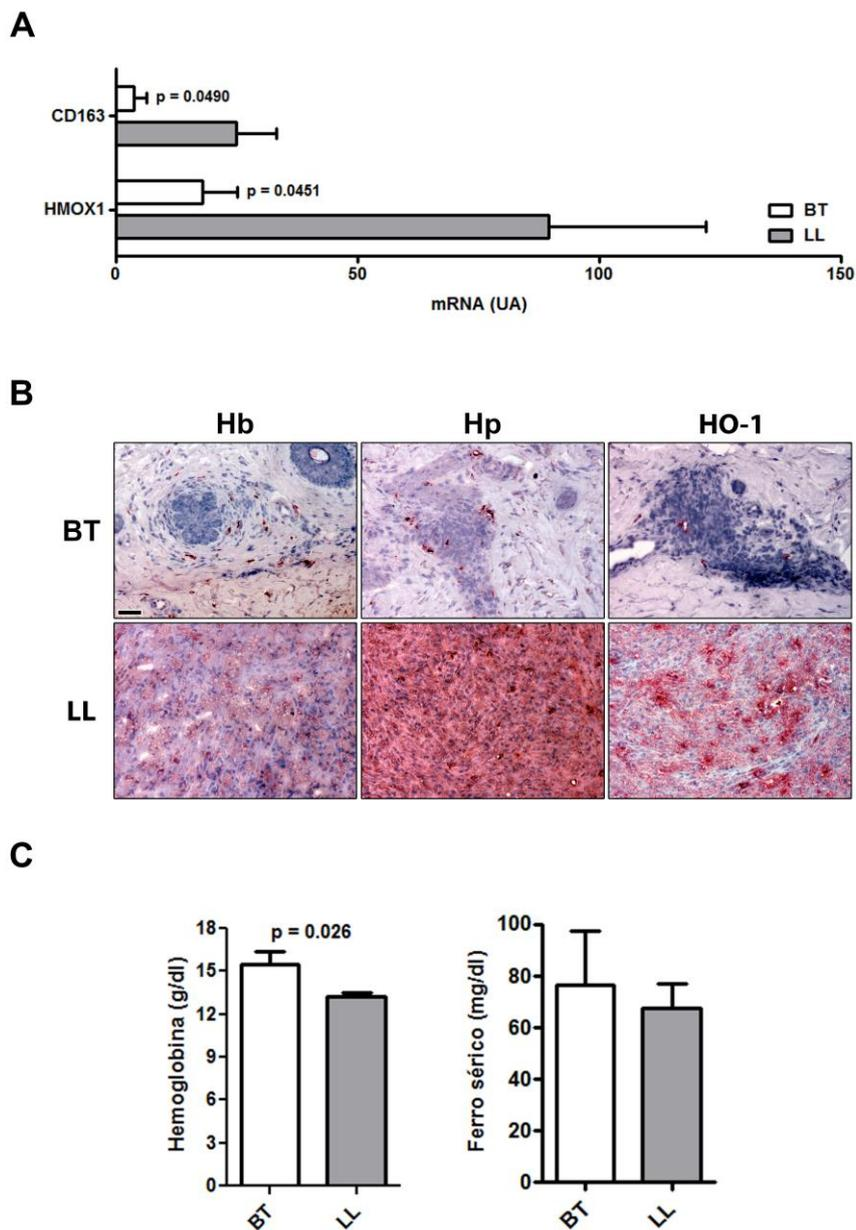 A
CD163
p = 0.0490
HMOX1
p = 0.0451
BT
LL
0 50 100 150
mRNA (UA)
B
Hb Hp HO-1
BT
LL
C
Hemoglobina (g/dl)
18
15
12
9
6
3
0
p = 0.026
BT LL
Ferro sérico (mg/dl)
100
80
60
40
20
0
BT LL